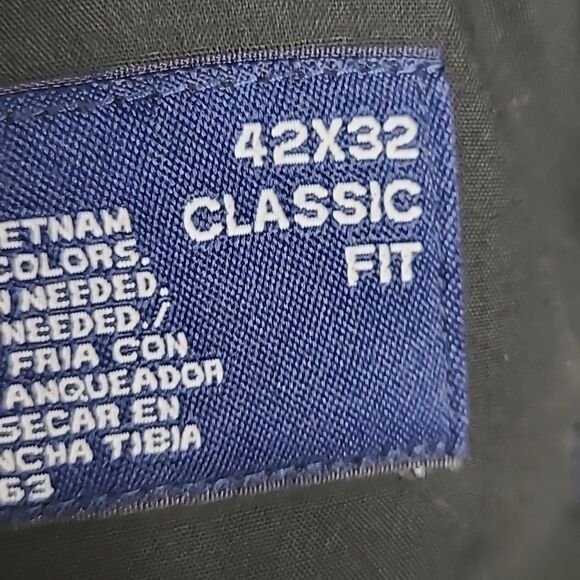 42X32
CLASSIC
FIT
ETNAM
COLORS.
N NEEDED.
NEEDED./
FRIA CON
ANQUEADOR
SECAR EN
NCHA TIBIA
63